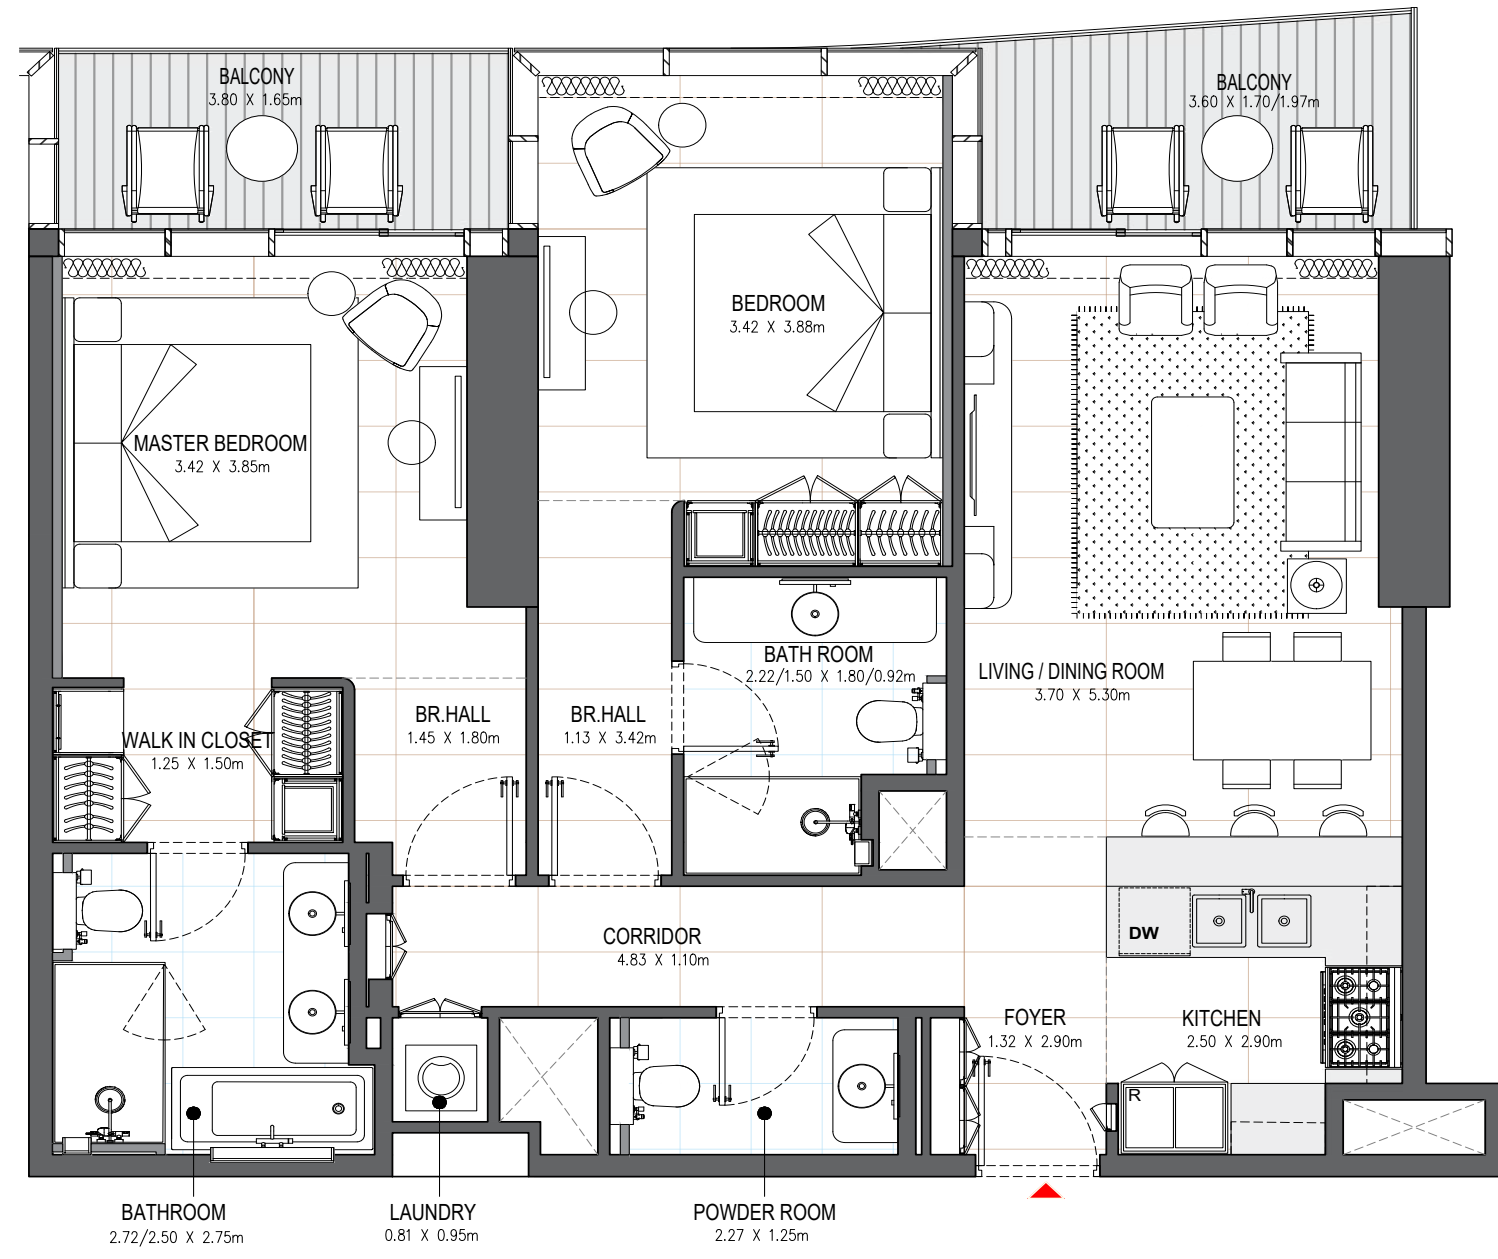 BALCONY
3.80 X 1.65m
BALCONY
3.60 X 1.70/1.97m
BEDROOM
3.42 X 3.88m
MASTER BEDROOM
3.42 X 3.85m
BATH ROOM
2.22/1.50 X 1.80/0.92m
LIVING / DINING ROOM
3.70 X 5.30m
WALK IN CLOSET
1.25 X 1.50m
BR.HALL
1.45 X 1.80m
BR.HALL
1.13 X 3.42m
CORRIDOR
4.83 X 1.10m
DW
FOYER
1.32 X 2.90m
KITCHEN
2.50 X 2.90m
R
BATHROOM
2.72/2.50 X 2.75m
LAUNDRY
0.81 X 0.95m
POWDER ROOM
2.27 X 1.25m